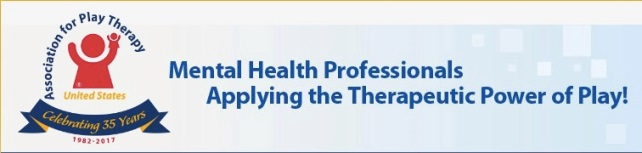 Association for Play Therapy
United States
Celebrating 35 Years
1982-2017
Mental Health Professionals
Applying the Therapeutic Power of Play!